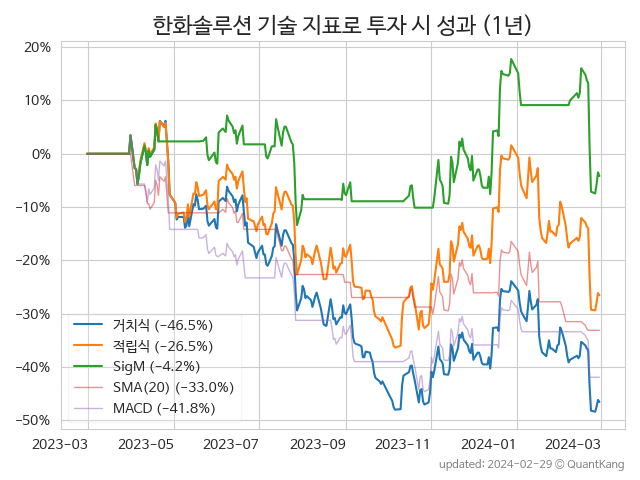 한화솔루션 기술 지표로 투자 시 성과 (1년)
20%
10%
0%
−10%
−20%
−30%
−40%
−50%
거치식 (−46.5%)
적립식 (−26.5%)
SigM (−4.2%)
SMA(20) (−33.0%)
MACD (−41.8%)
2023-03
2023-05
2023-07
2023-09
2023-11
2024-01
2024-03
updated: 2024-02-29 ⓒ QuantKang